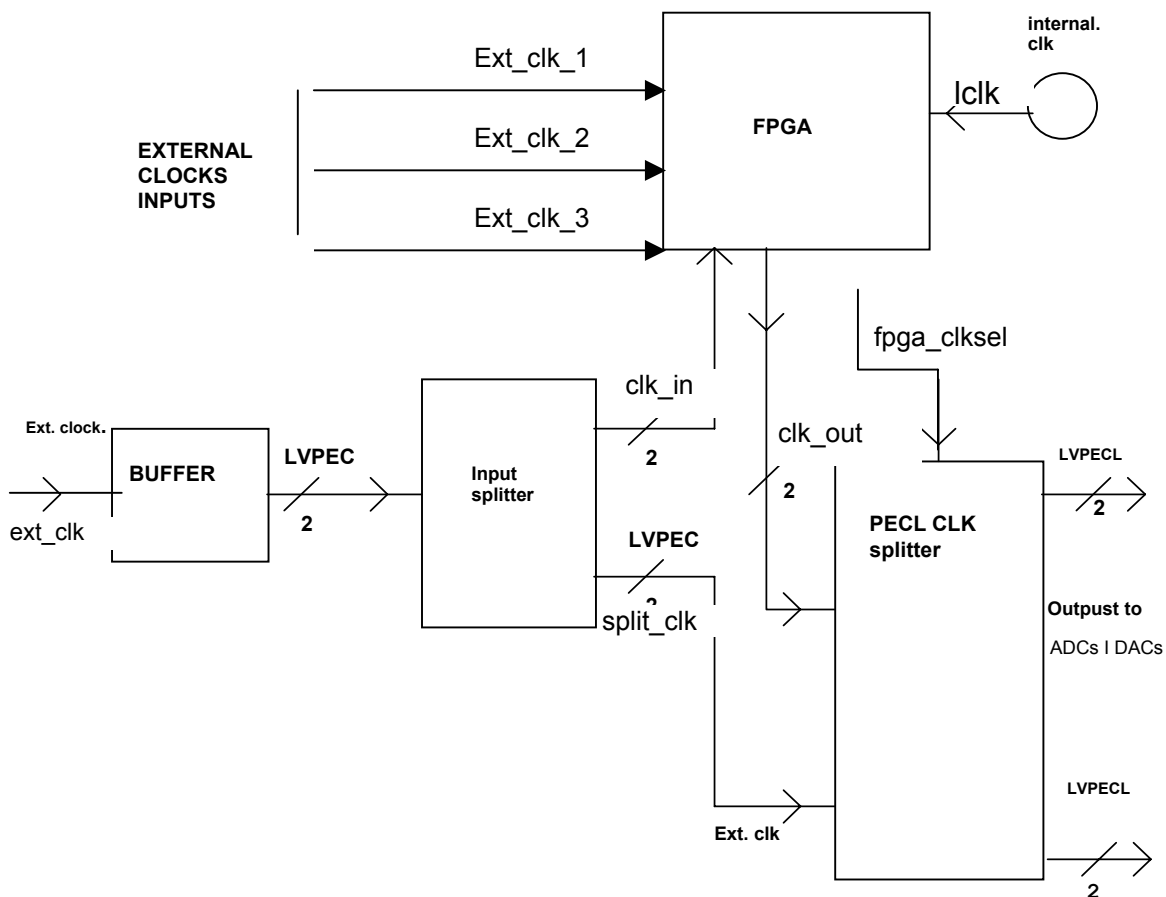 internal.
clk
Ext_clk_1
Iclk
FPGA
EXTERNAL
CLOCKS
INPUTS
Ext_clk_2
Ext_clk_3
fpga_clksel
clk_in
2
clk_out
2
Ext. clock.
BUFFER
LVPEC
2
ext_clk
Input
splitter
LVPEC
2
split_clk
PECL CLK
splitter
LVPECL
2
Outpust to
ADCs I DACs
LVPECL
2
Ext. clk